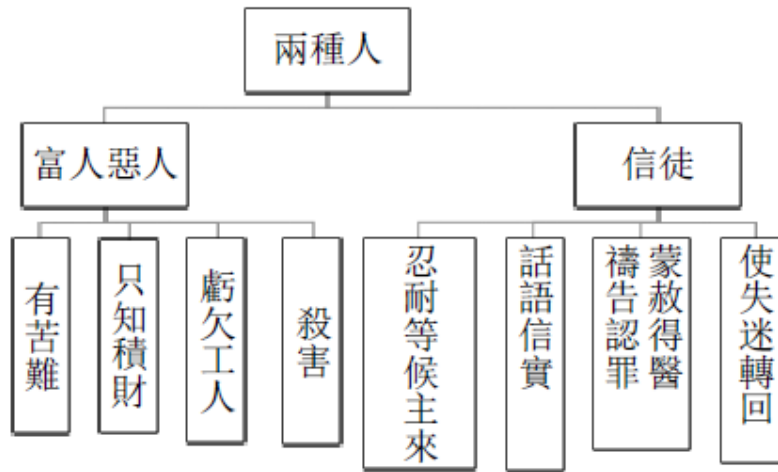 兩種人
富人惡人
信徒
有苦難
只知積財
虧欠工人
殺害
忍耐等候主來
話語信實
蒙赦得醫
禱告認罪
使失迷轉回